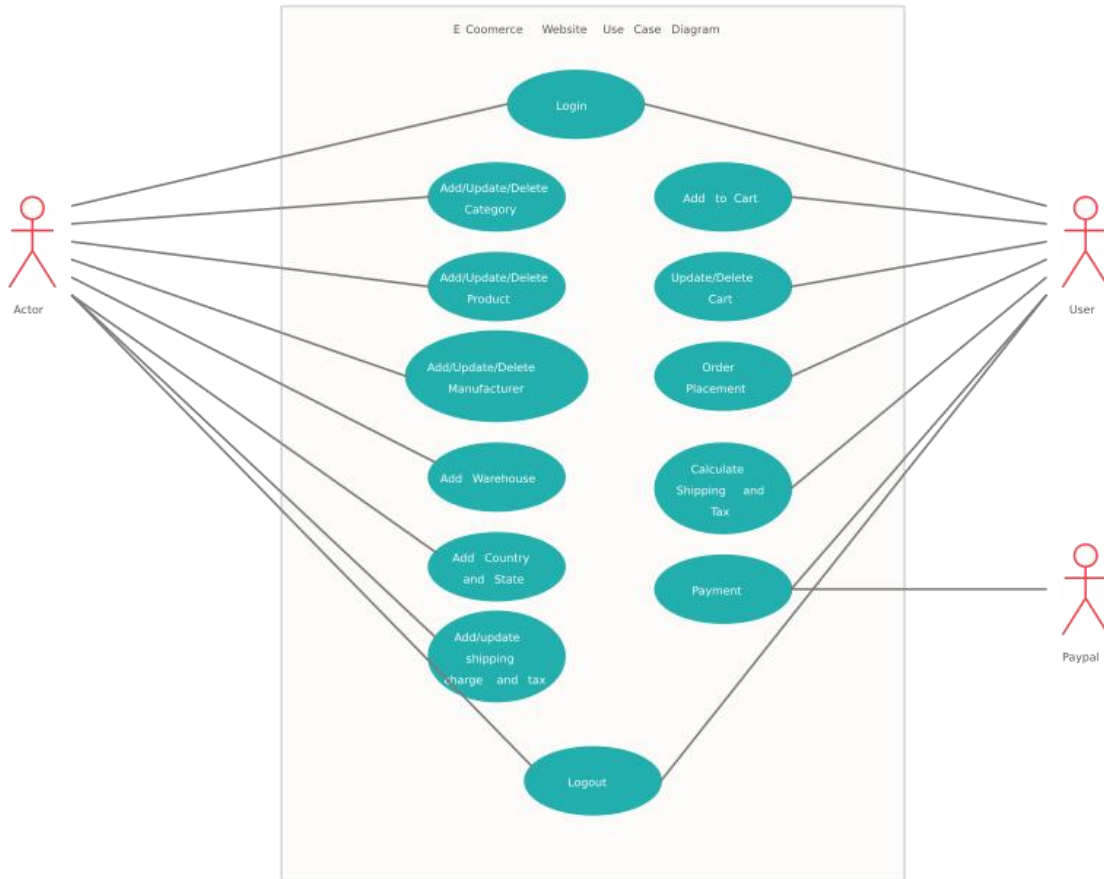 E Coomerce Website Use Case Diagram
Login
Add/Update/Delete
Category
Add to Cart
Add/Update/Delete
Product
Update/Delete
Cart
Actor
User
Add/Update/Delete
Manufacturer
Order
Placement
Add Warehouse
Calculate
Shipping and
Tax
Add Country
and State
Payment
Add/update
shipping
charge and tax
Paypal
Logout